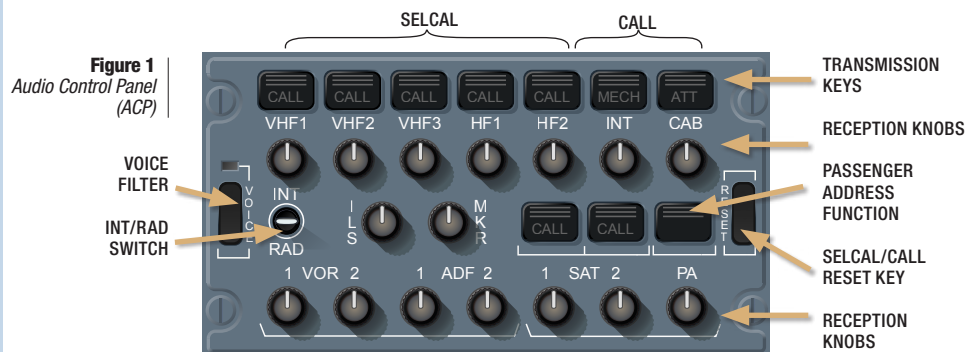 SELCAL
CALL
Figure 1
Audio Control Panel
(ACP)
CALL CALL CALL CALL CALL MECH ATT
TRANSMISSION
KEYS
VHF1 VHF2 VHF3 HF1 HF2 INT CAB
RECEPTION KNOBS
VOICE
FILTER
VOICE
INT
RAD
INT/RAD
SWITCH
ILS
MKR
CALL CALL
RESET
PASSENGER
ADDRESS
FUNCTION
SELCAL/CALL
RESET KEY
1 VOR 2 1 ADF 2 1 SAT 2 PA
RECEPTION
KNOBS